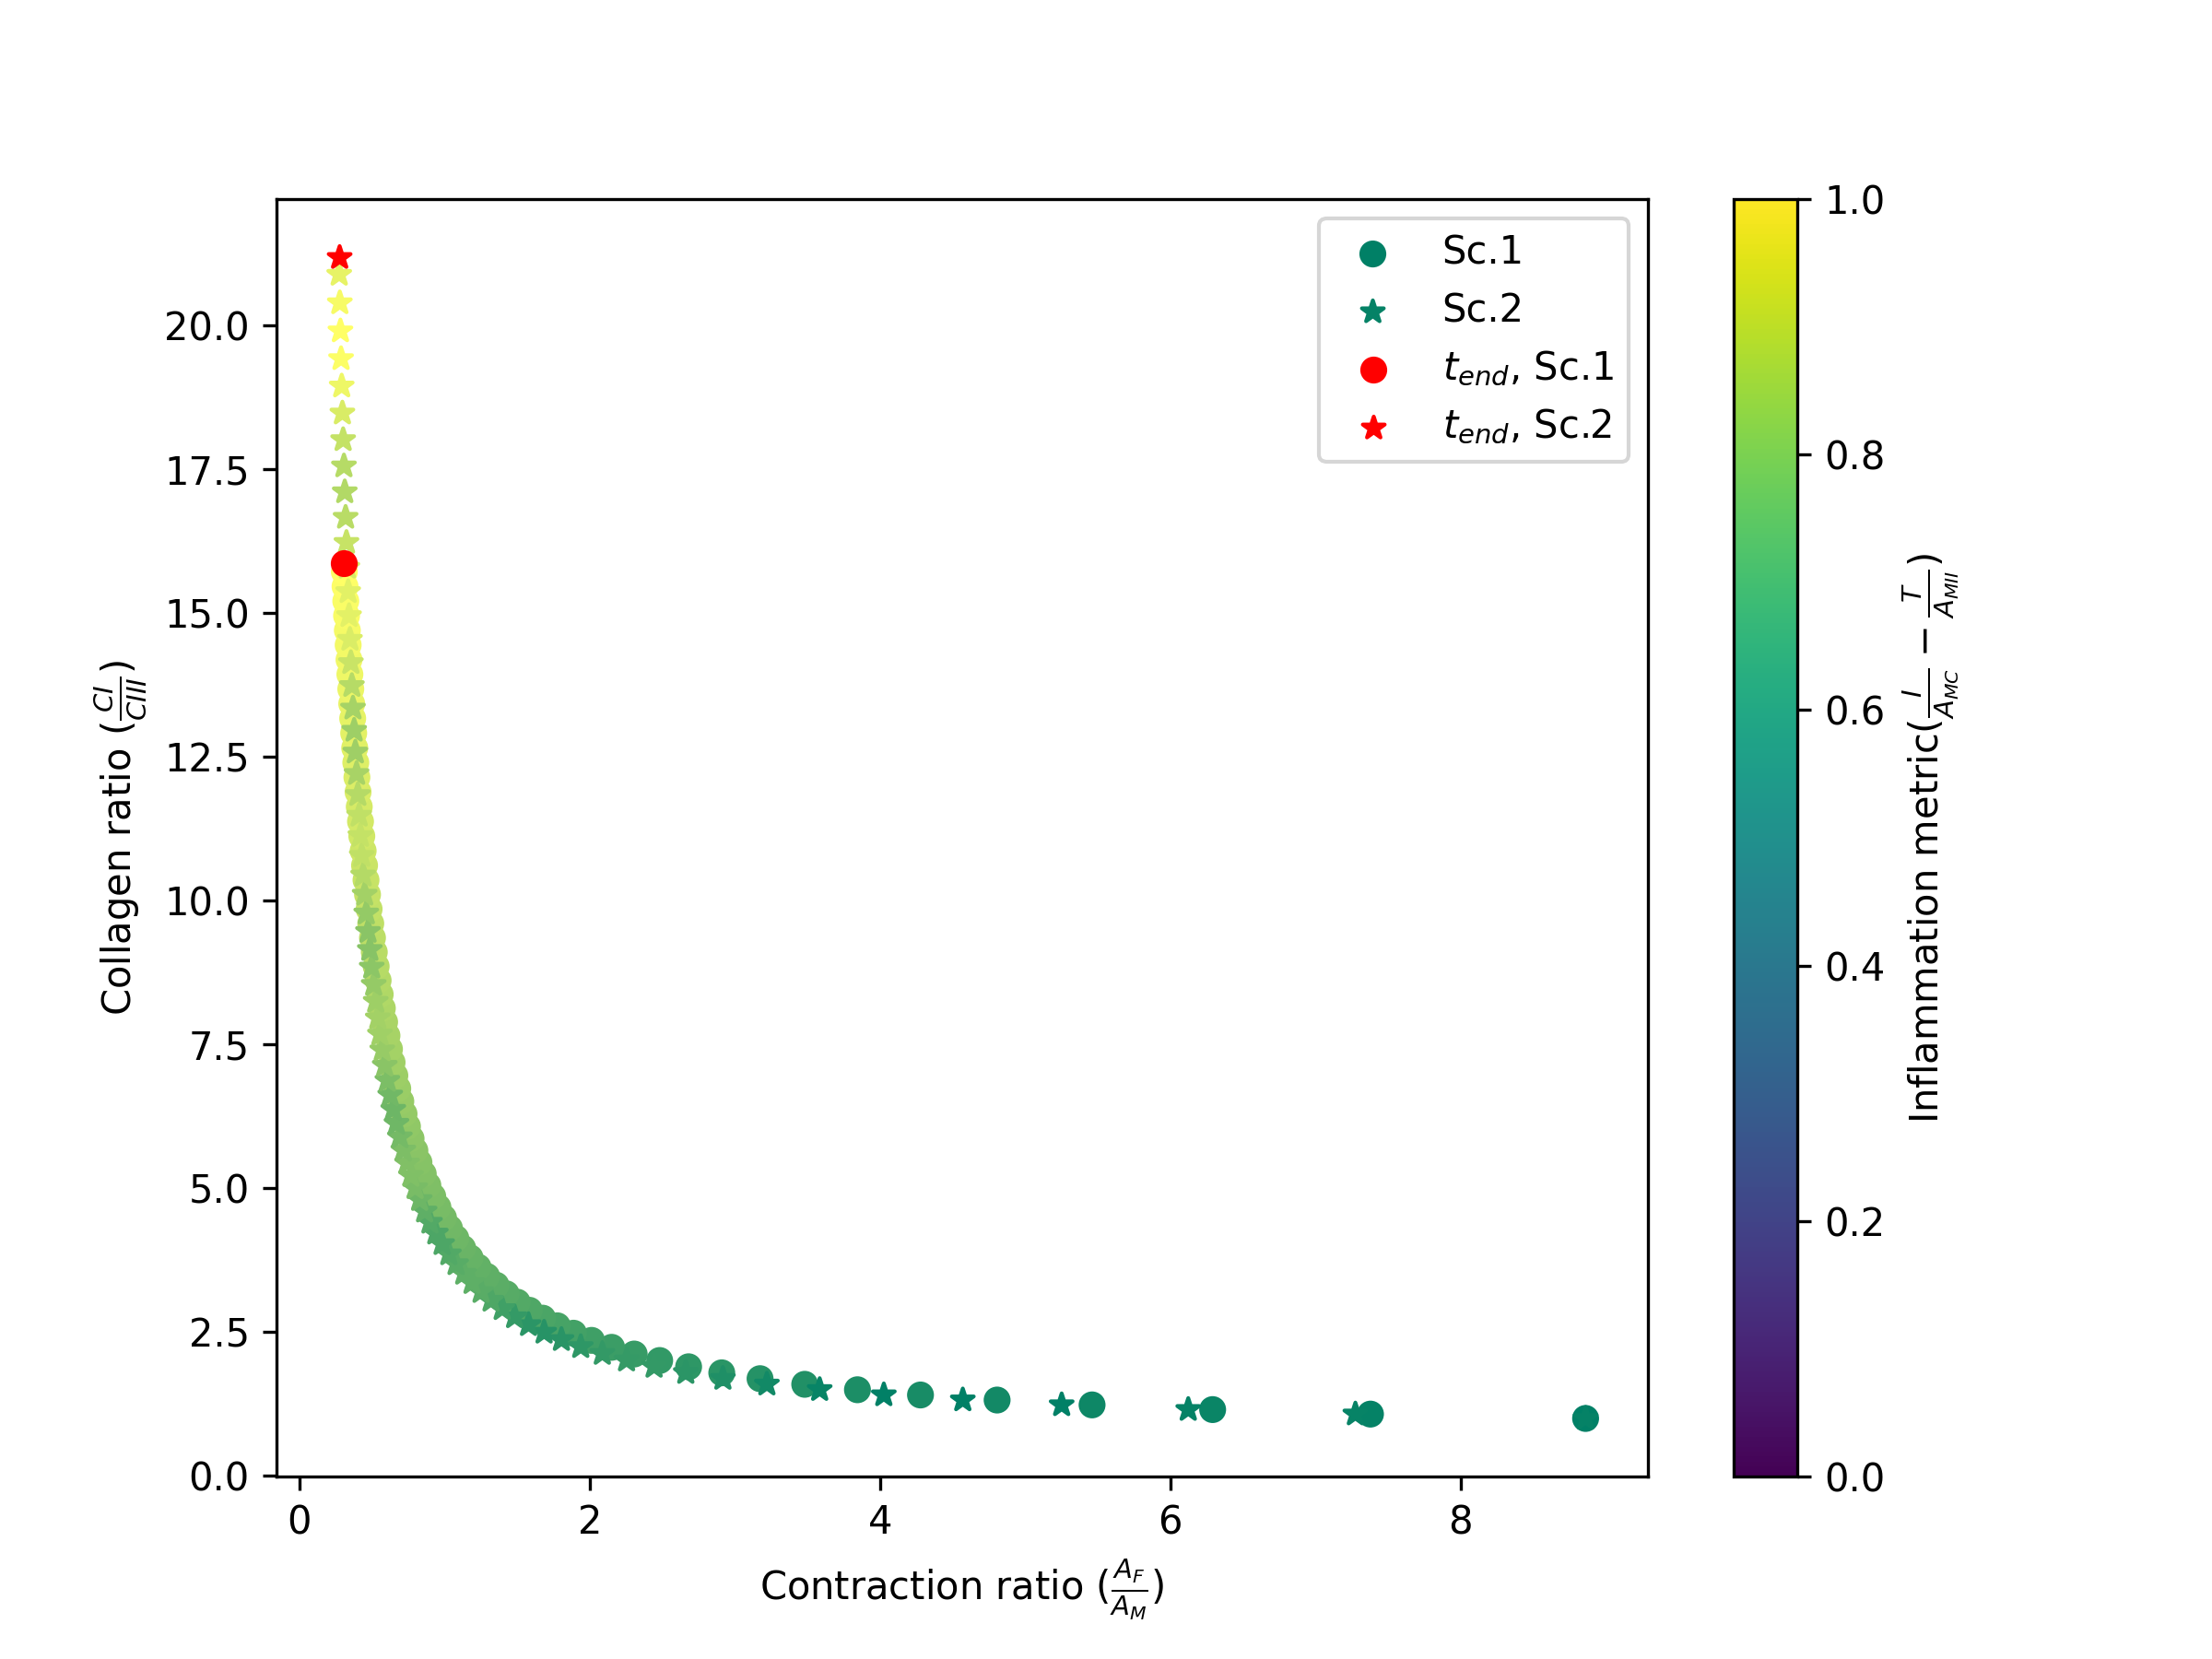 Sc.1
Sc.2
t_end, Sc.1
t_end, Sc.2
20.0
17.5
15.0
12.5
10.0
7.5
5.0
2.5
0.0
Collagen ratio (CI/CIII)
0 2 4 6 8
Contraction ratio (A_F/A_M)
1.0
0.8
0.6
0.4
0.2
0.0
Inflammation metric(I/A_MC − T/A_MII)